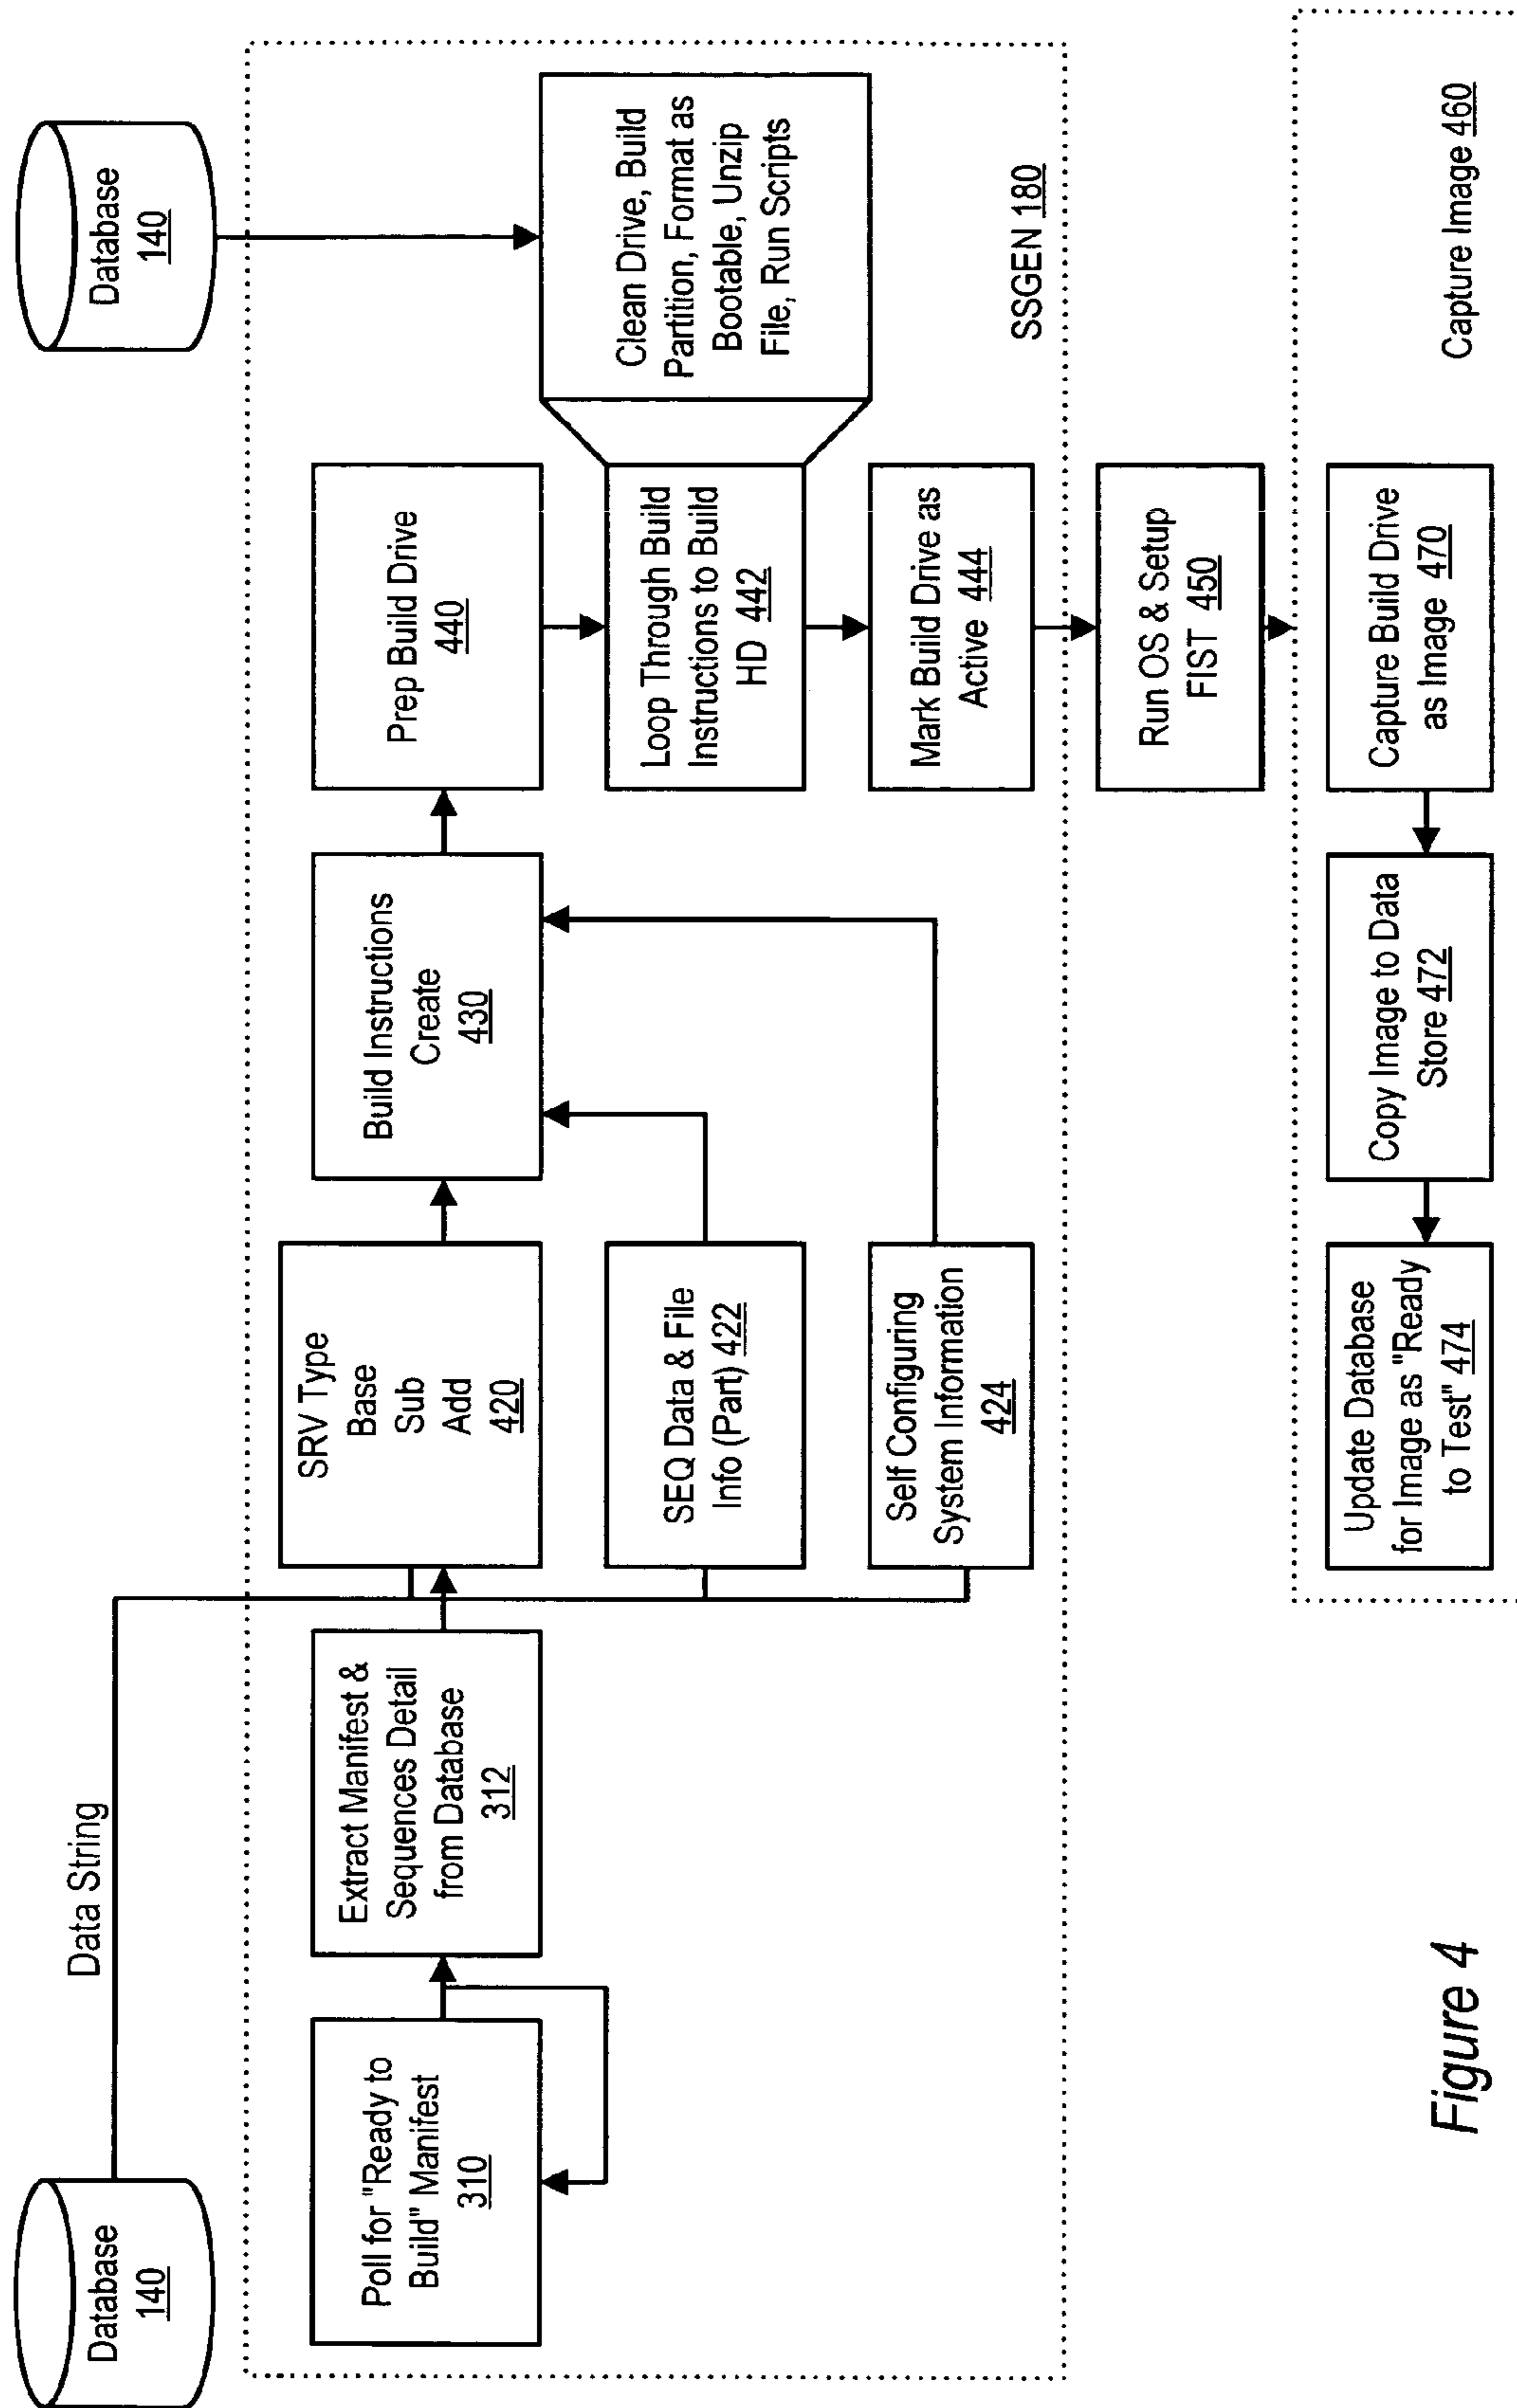 Database
140
Data String
Database
140
Poll for "Ready to
Build" Manifest
310
Extract Manifest &
Sequences Detail
from Database
312
SRV Type
Base
Sub
Add
420
SEQ Data & File
Info (Part) 422
Self Configuring
System Information
424
Build Instructions
Create
430
Prep Build Drive
440
Loop Through Build
Instructions to Build
HD 442
Clean Drive, Build
Partition, Format as
Bootable, Unzip
File, Run Scripts
Mark Build Drive as
Active 444
SSGEN 180
Run OS & Setup
FIST 450
Capture Build Drive
as Image 470
Copy Image to Data
Store 472
Update Database
for Image as "Ready
to Test" 474
Capture Image 460
Figure 4